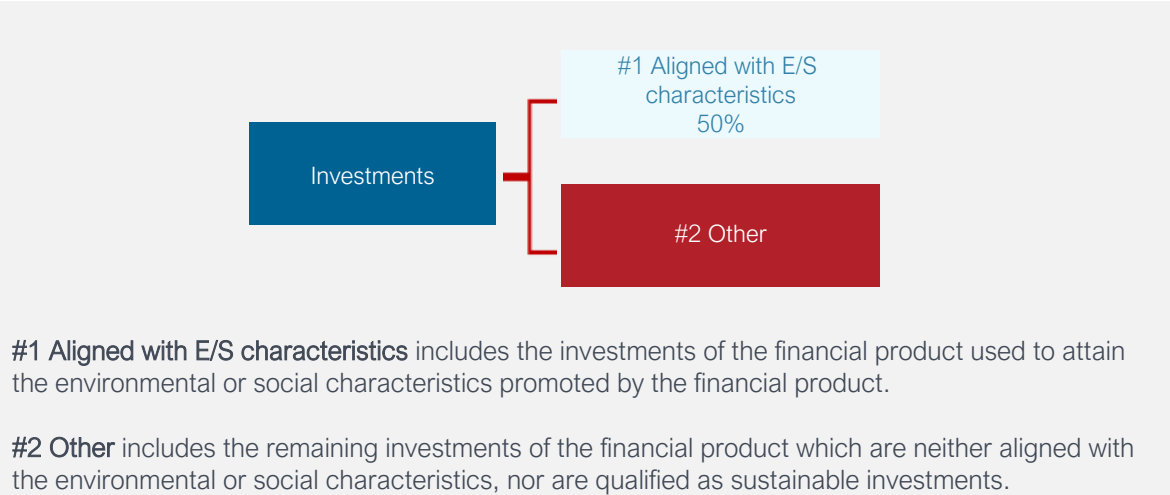 #1 Aligned with E/S
characteristics
50%
Investments
#2 Other
#1 Aligned with E/S characteristics includes the investments of the financial product used to attain
the environmental or social characteristics promoted by the financial product.
#2 Other includes the remaining investments of the financial product which are neither aligned with
the environmental or social characteristics, nor are qualified as sustainable investments.